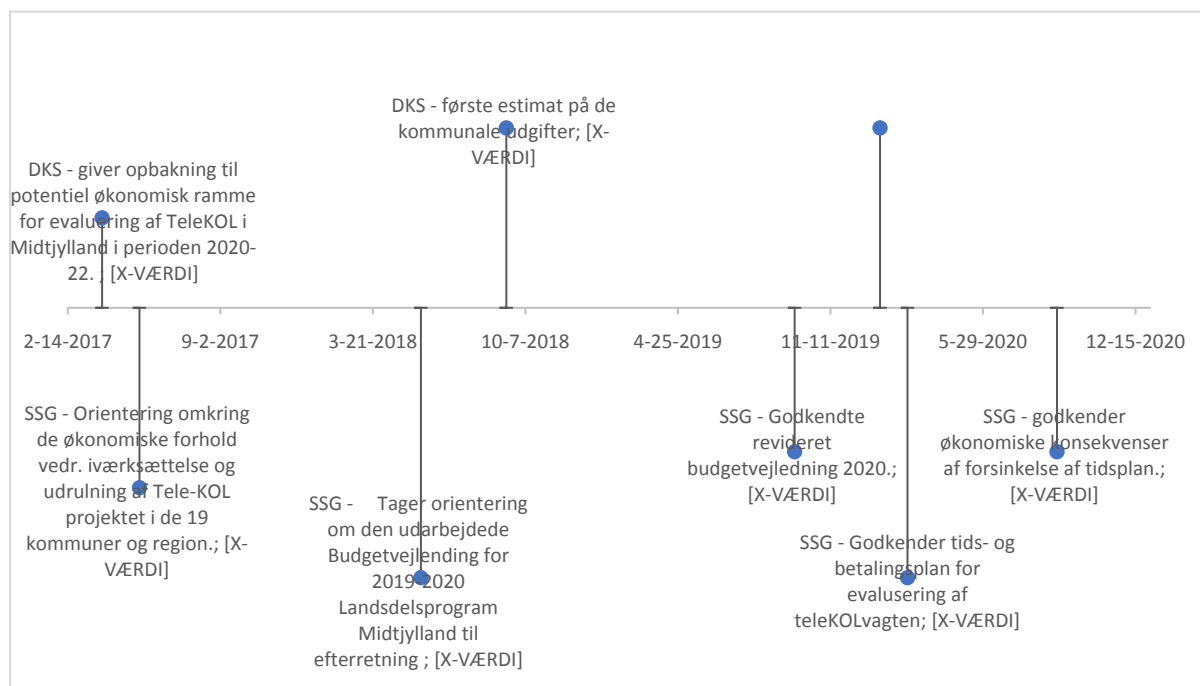 DKS - første estimat på de
kommunale udgifter; [X-
VÆRDI]
DKS - giver opbakning til
potentiel økonomisk ramme
for evaluering af TeleKOL i
Midtjylland i perioden 2020-
22. ; [X-VÆRDI]
2-14-2017
9-2-2017
3-21-2018
10-7-2018
4-25-2019
11-11-2019
5-29-2020
12-15-2020
SSG - Orientering omkring
de økonomiske forhold
vedr. iværksættelse og
udrulning af Tele-KOL
projektet i de 19
kommuner og region.; [X-
VÆRDI]
SSG - Tager orientering
om den udarbejdede
Budgetvejlending for
2019-2020
Landsdelsprogram
Midtjylland til
efterretning ; [X-VÆRDI]
SSG - Godkendte
revideret
budgetvejledning 2020.;
[X-VÆRDI]
SSG - Godkender tids- og
betalingsplan for
evalusering af
teleKOLvagten; [X-VÆRDI]
SSG - godkender
økonomiske konsekvenser
af forsinkelse af tidsplan.;
[X-VÆRDI]